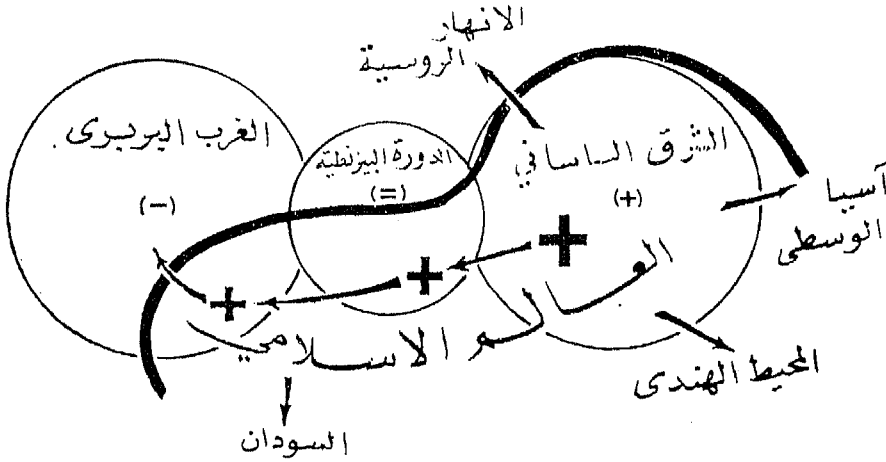 الانهار
الروسية
الشرق الساساني
(+)
الدورة البيزنطية
(=)
الغرب البربرى
(-)
آسيا
الوسطى
العالم الاسلامي
المحيط الهندى
السودان